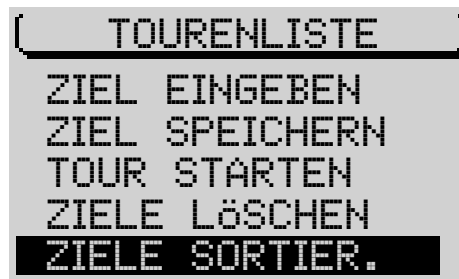 TOURENLISTE
ZIEL EINGEBEN
ZIEL SPEICHERN
TOUR STARTEN
ZIELE LöSCHEN
ZIELE SORTIER.